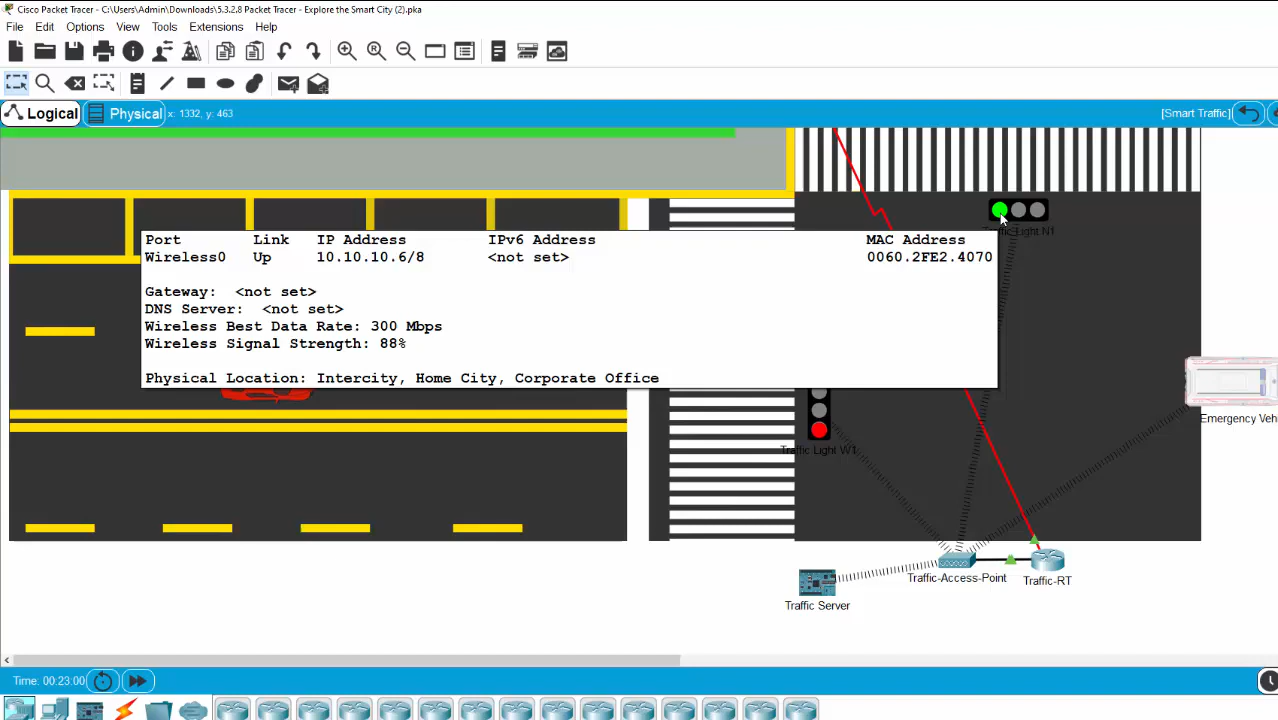 Cisco Packet Tracer - C:\Users\Admin\Downloads\5.3.2.8 Packet Tracer - Explore the Smart City (2).pka
File Edit Options View Tools Extensions Help
Logical Physical x: 1332, y: 463 [Smart Traffic]
Traffic Light N1
Port Link IP Address IPv6 Address MAC Address
Wireless0 Up 10.10.10.6/8 <not set> 0060.2FE2.4070
Gateway: <not set>
DNS Server: <not set>
Wireless Best Data Rate: 300 Mbps
Wireless Signal Strength: 88%
Physical Location: Intercity, Home City, Corporate Office
Emergency Vehi
Traffic Light W1
Traffic-Access-Point
Traffic-RT
Traffic Server
Time: 00:23:00